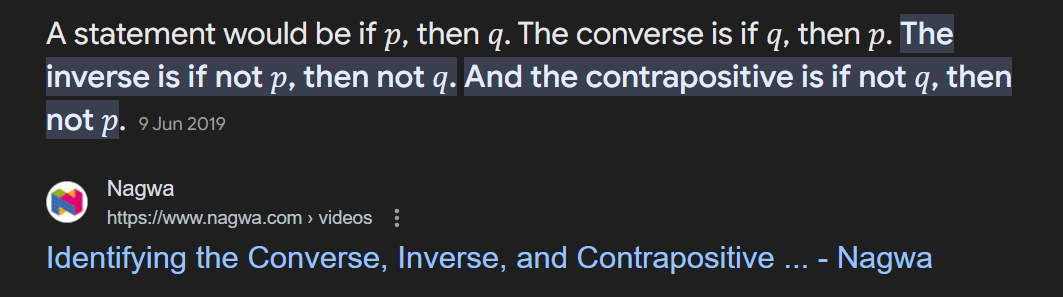 A statement would be if p, then q. The converse is if q, then p. The
inverse is if not p, then not q. And the contrapositive is if not q, then
not p. 9 Jun 2019
Nagwa
https://www.nagwa.com › videos
Identifying the Converse, Inverse, and Contrapositive ... - Nagwa